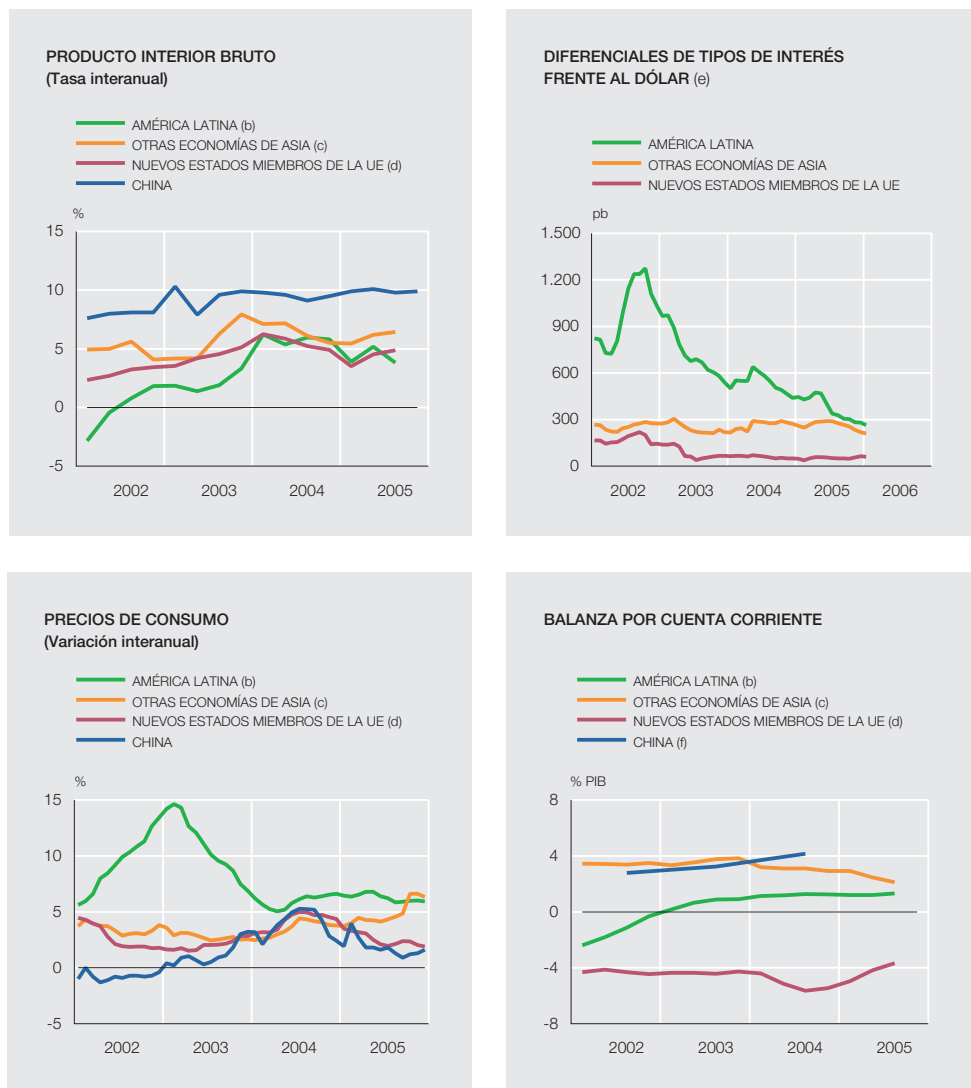 PRODUCTO INTERIOR BRUTO
(Tasa interanual)
AMÉRICA LATINA (b)
OTRAS ECONOMÍAS DE ASIA (c)
NUEVOS ESTADOS MIEMBROS DE LA UE (d)
CHINA
%
15
10
5
0
-5
2002 2003 2004 2005
DIFERENCIALES DE TIPOS DE INTERÉS
FRENTE AL DÓLAR (e)
AMÉRICA LATINA
OTRAS ECONOMÍAS DE ASIA
NUEVOS ESTADOS MIEMBROS DE LA UE
pb
1.500
1.200
900
600
300
0
2002 2003 2004 2005 2006
PRECIOS DE CONSUMO
(Variación interanual)
AMÉRICA LATINA (b)
OTRAS ECONOMÍAS DE ASIA (c)
NUEVOS ESTADOS MIEMBROS DE LA UE (d)
CHINA
%
15
10
5
0
-5
2002 2003 2004 2005
BALANZA POR CUENTA CORRIENTE
AMÉRICA LATINA (b)
OTRAS ECONOMÍAS DE ASIA (c)
NUEVOS ESTADOS MIEMBROS DE LA UE (d)
CHINA (f)
% PIB
8
4
0
-4
-8
2002 2003 2004 2005